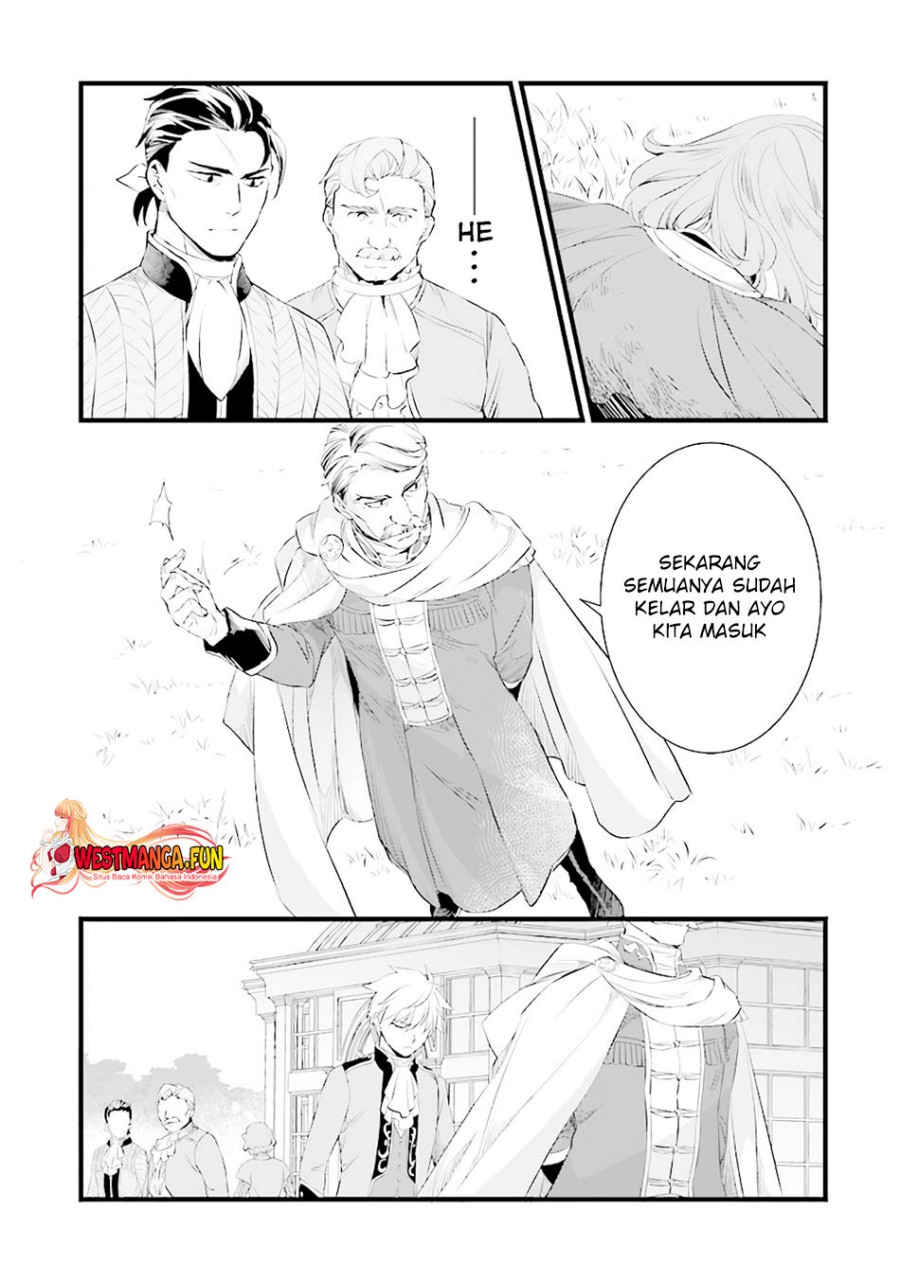 HE
...
SEKARANG
SEMUANYA SUDAH
KELAR DAN AYO
KITA MASUK
WESTMANGA.FUN
Situs Baca Komik Bahasa Indonesia